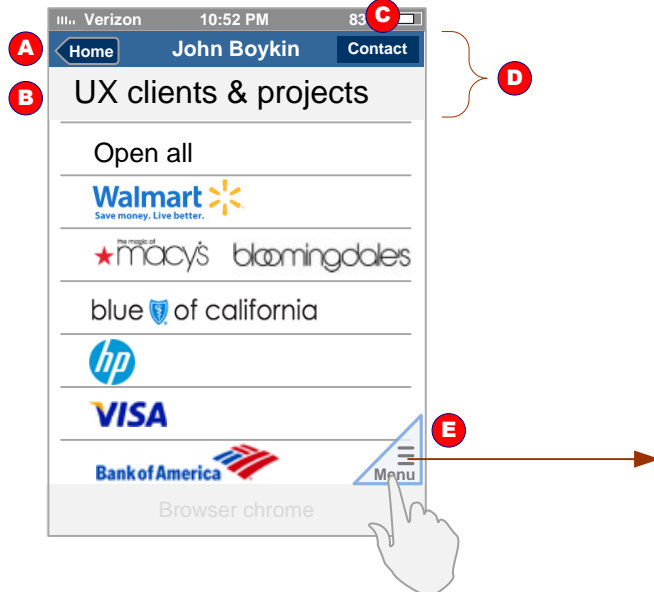 Verizon 10:52 PM 83 C
A Home John Boykin Contact
D
B UX clients & projects
Open all
Walmart
Save money. Live better.
the magic of
macy's bloomingdale's
blue of california
hp
VISA
E
Bank of America Menu
Browser chrome